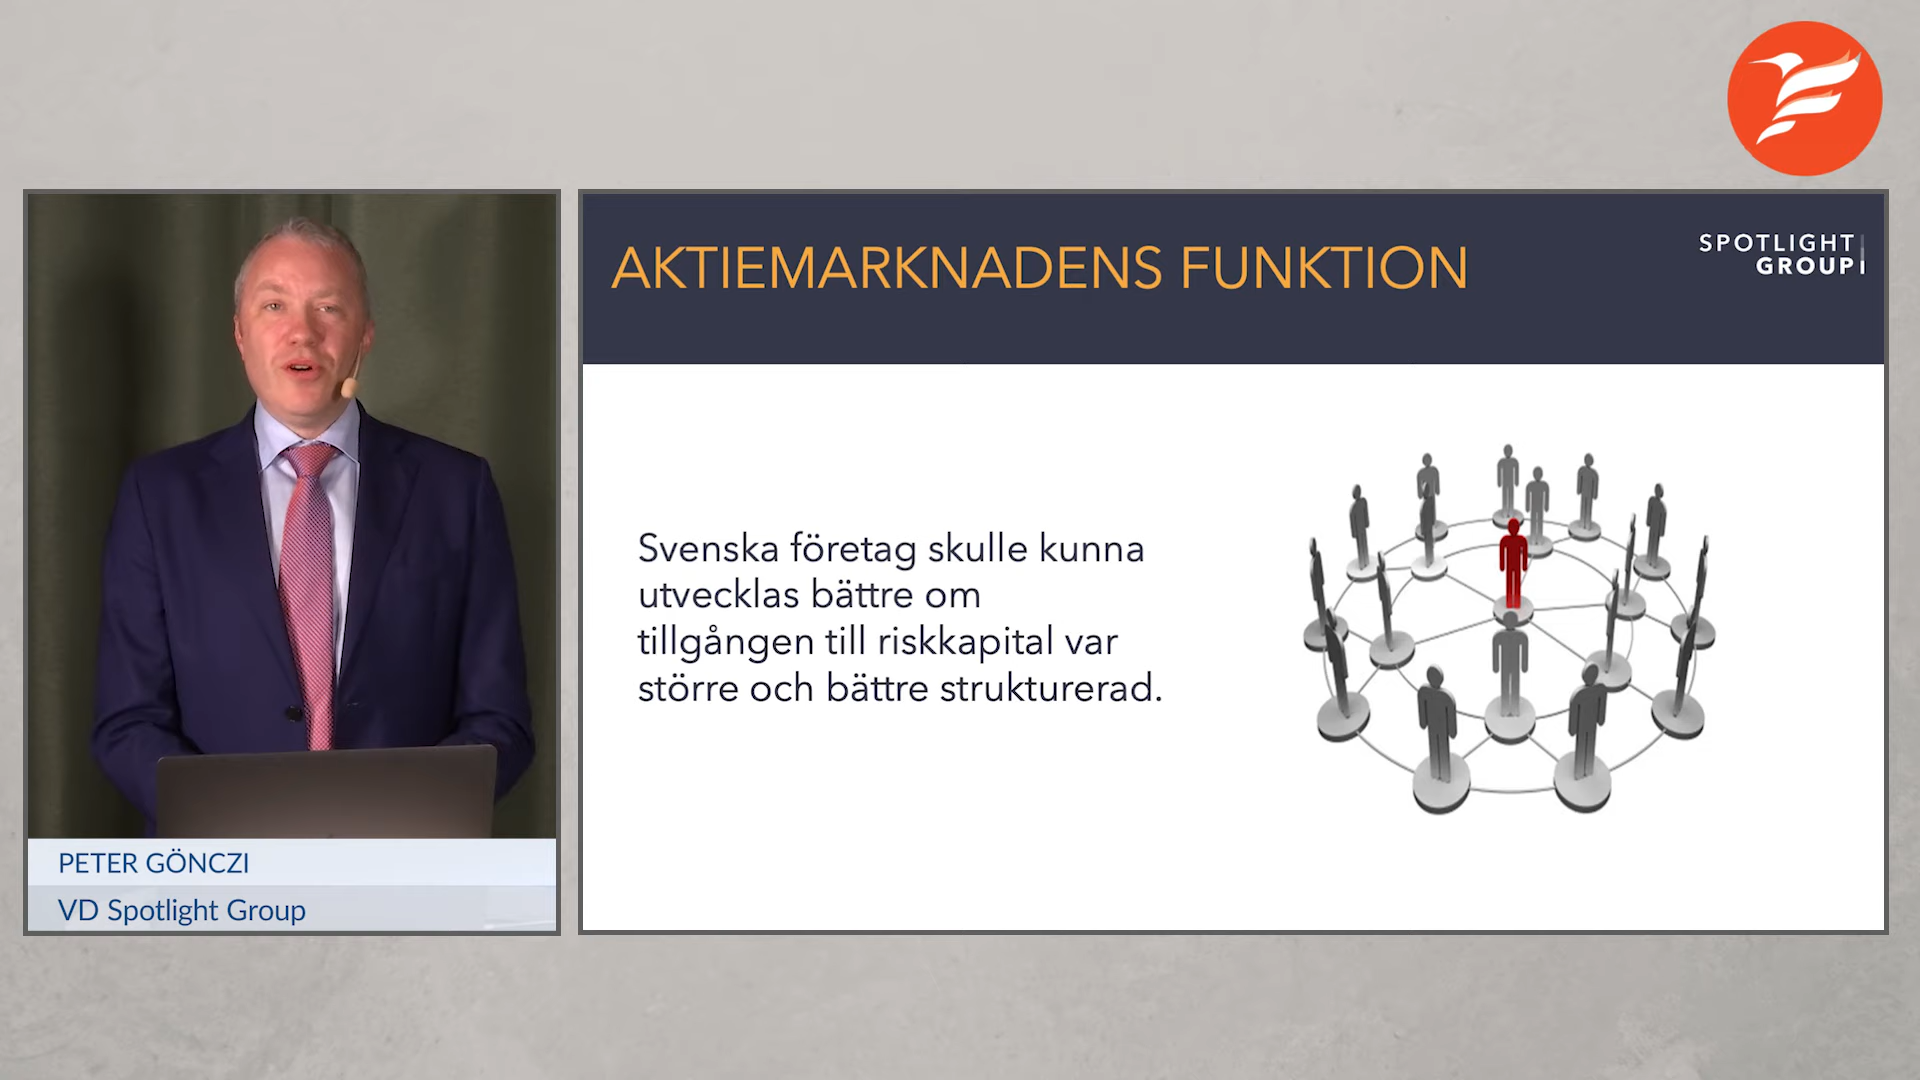 AKTIEMARKNADENS FUNKTION
SPOTLIGHT
GROUP
Svenska företag skulle kunna
utvecklas bättre om
tillgången till riskkapital var
större och bättre strukturerad.
PETER GÖNCZI
VD Spotlight Group